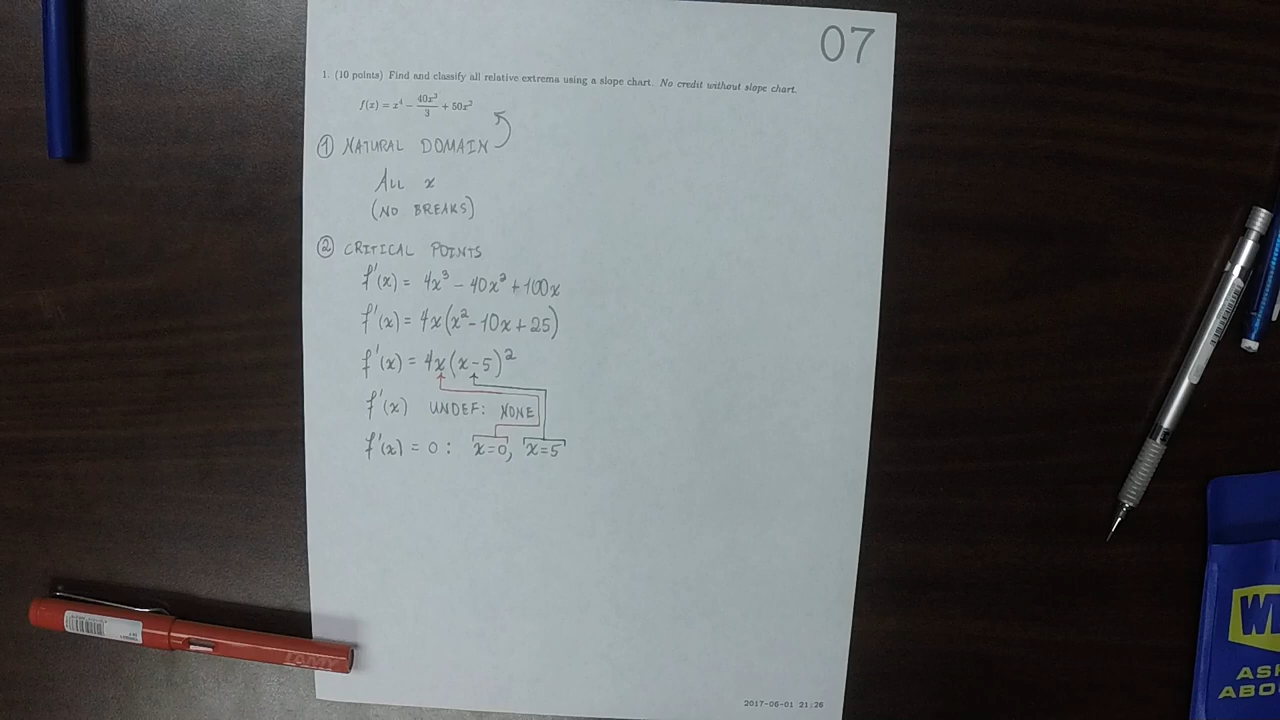 07
1. (10 points) Find and classify all relative extrema using a slope chart. No credit without slope chart.
f(x) = x⁴ − 40x³/3 + 50x²
① NATURAL DOMAIN
ALL x
(NO BREAKS)
② CRITICAL POINTS
f'(x) = 4x³ − 40x² + 100x
f'(x) = 4x(x² − 10x + 25)
f'(x) = 4x(x − 5)²
f'(x) UNDEF: NONE
f'(x) = 0 : x=0, x=5
LAMY
ASK
ABO
2017-06-01 21:26